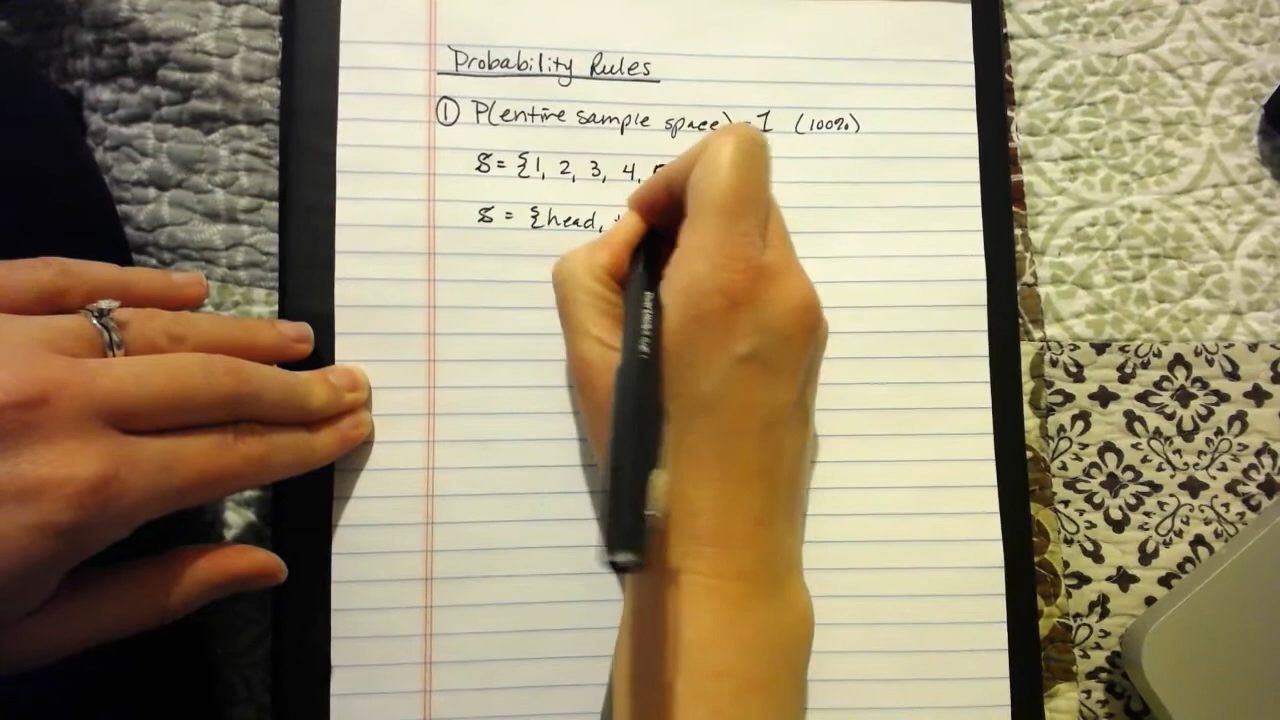 Probability Rules
① P(entire sample space) = 1 (100%)
S = {1, 2, 3, 4,
S = {head,